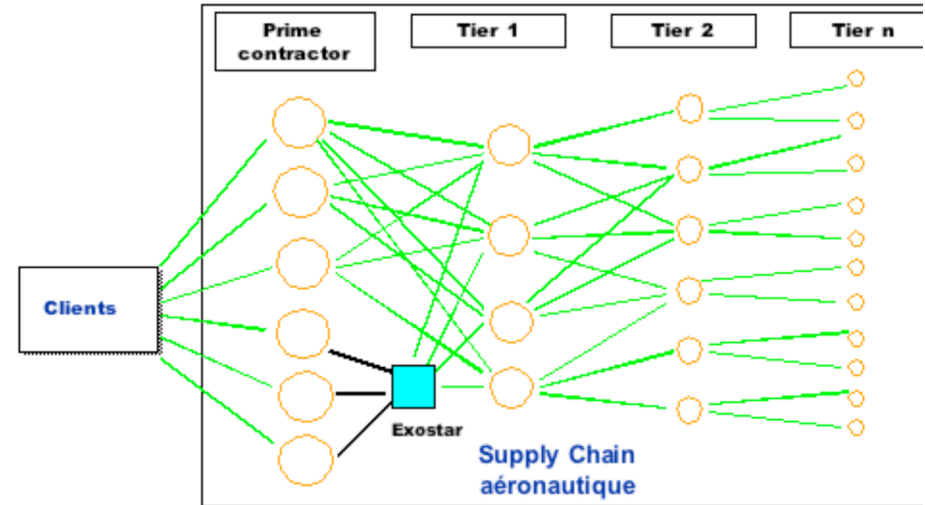 Prime
contractor
Tier 1
Tier 2
Tier n
Clients
Exostar
Supply Chain
aéronautique